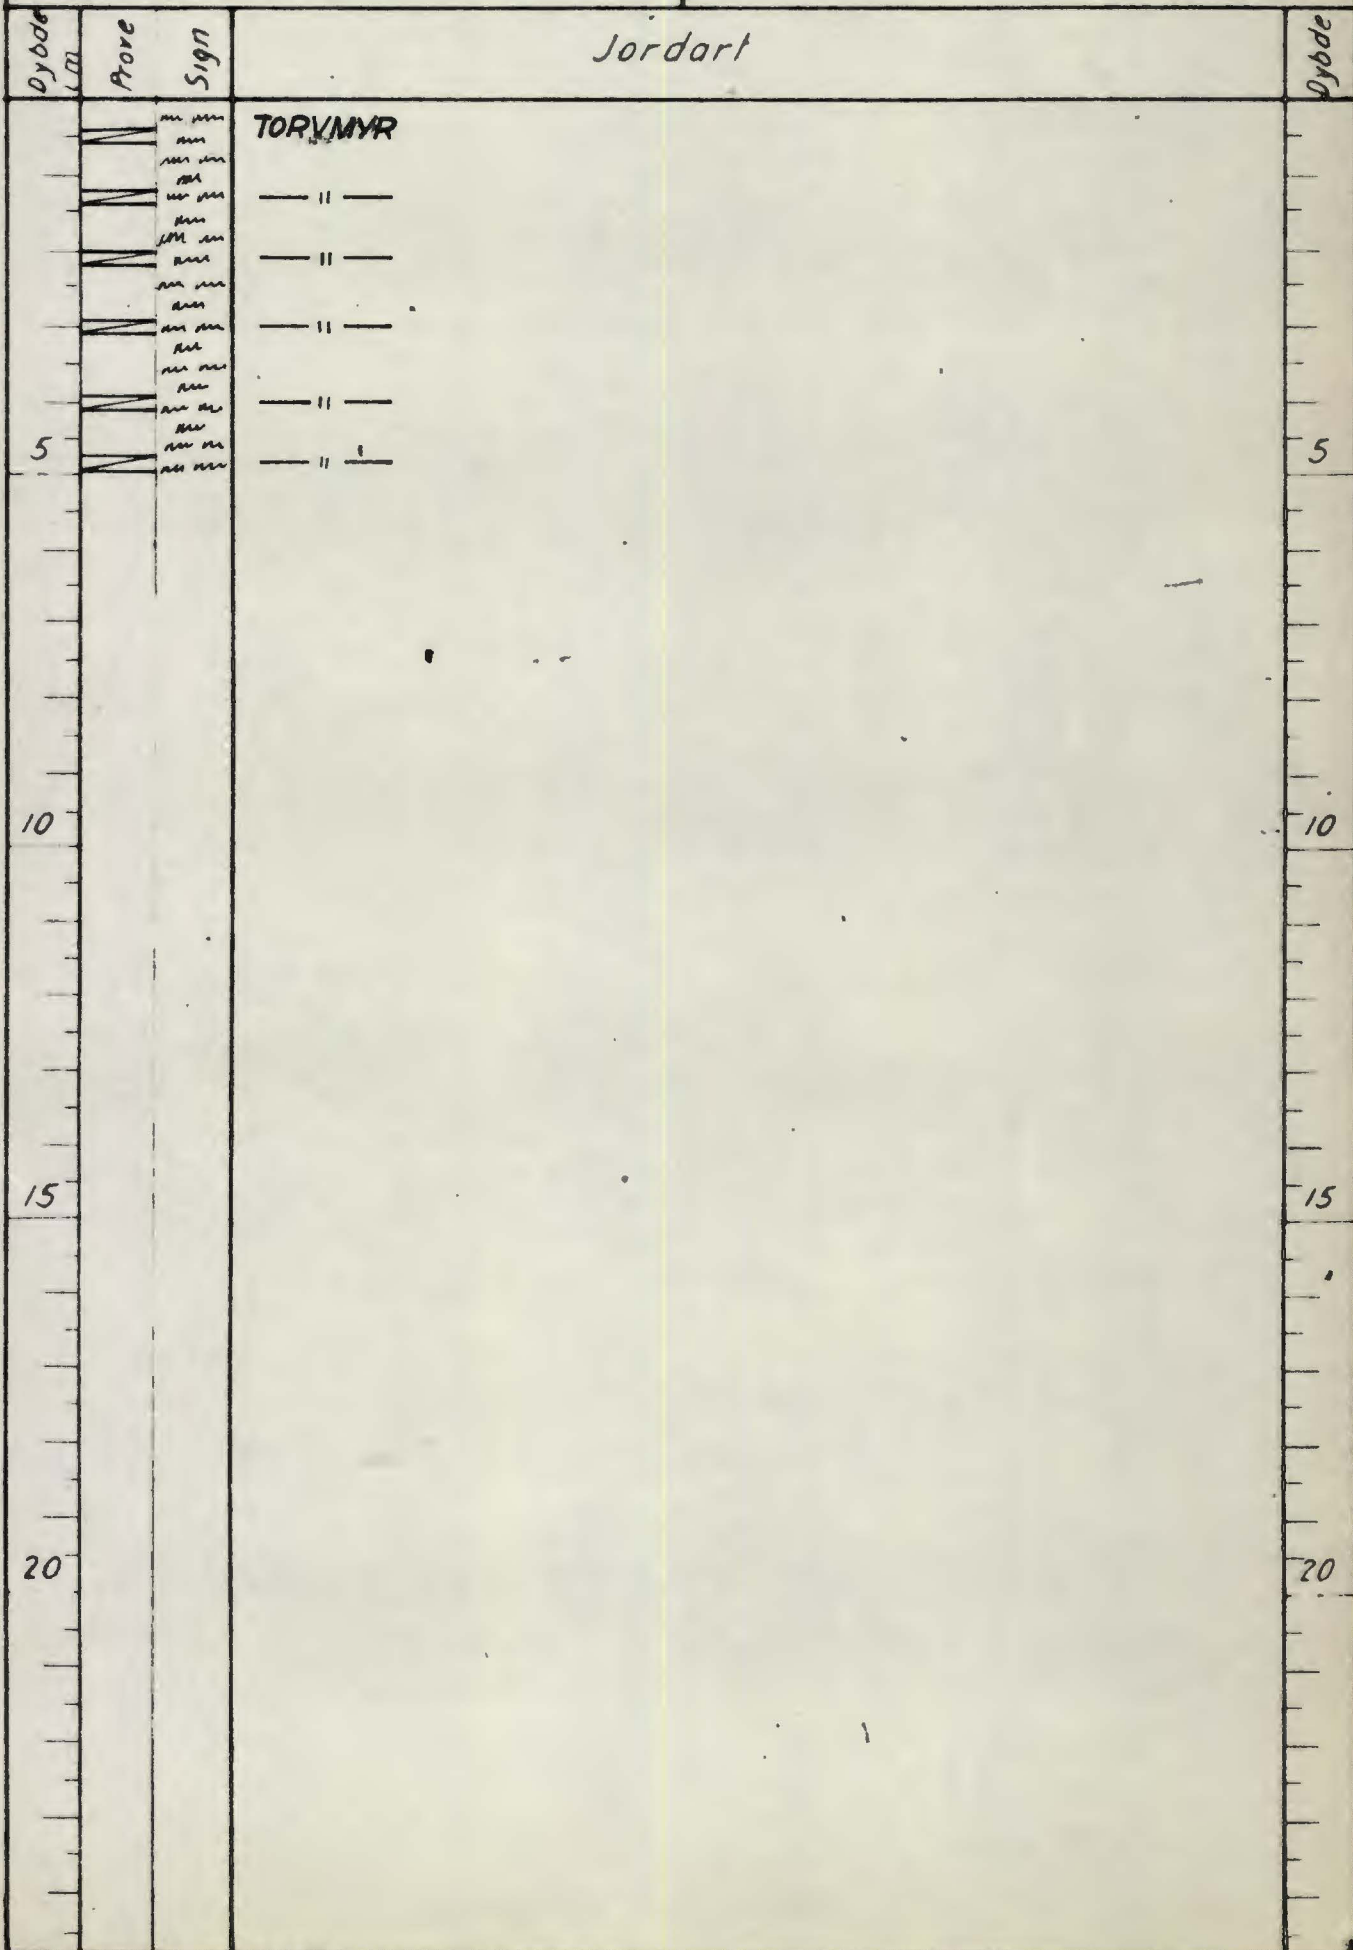 Dybde i m Prøve Sign Jordart Dybde
TORVMYR
— " —
— " —
— " —
— " —
5 — " — 5
10 10
15 15
20 20